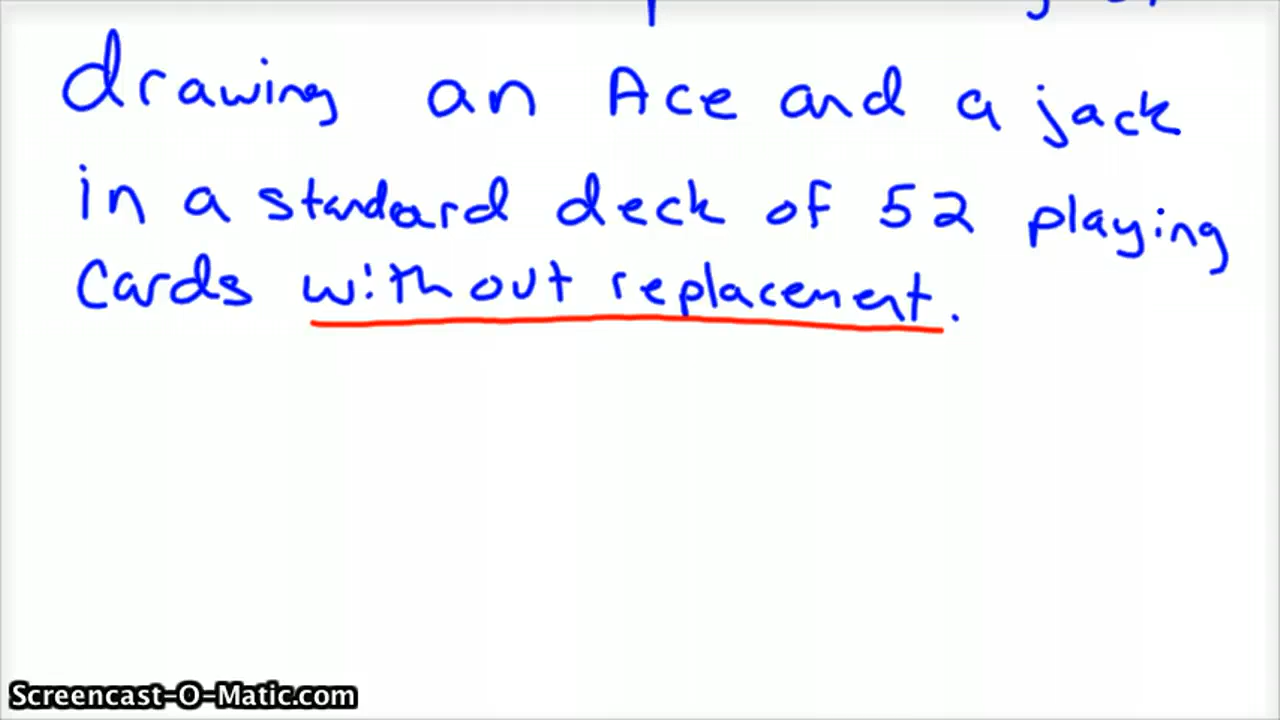 drawing an Ace and a jack
in a standard deck of 52 playing
cards without replacement.
Screencast-O-Matic.com